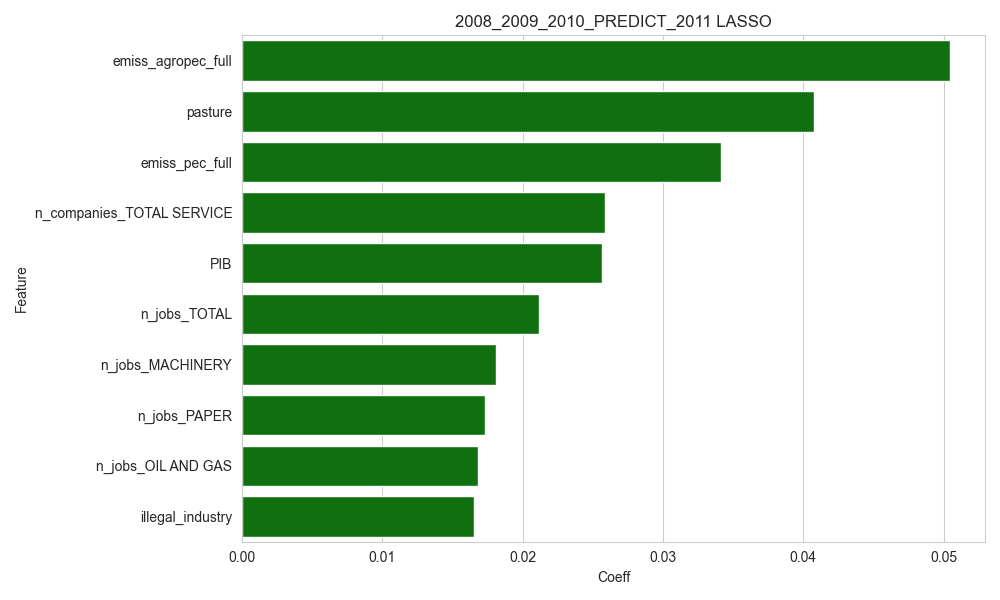 2008_2009_2010_PREDICT_2011 LASSO
Feature
emiss_agropec_full
pasture
emiss_pec_full
n_companies_TOTAL SERVICE
PIB
n_jobs_TOTAL
n_jobs_MACHINERY
n_jobs_PAPER
n_jobs_OIL AND GAS
illegal_industry
0.00 0.01 0.02 0.03 0.04 0.05
Coeff